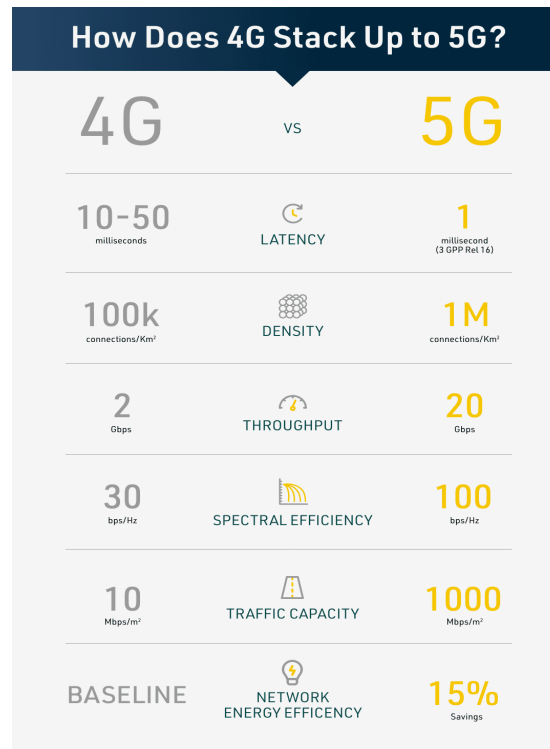 How Does 4G Stack Up to 5G?
4G VS 5G
10-50 milliseconds
LATENCY
1 millisecond
(3 GPP Rel 16)
100k connections/Km²
DENSITY
1M connections/Km²
2 Gbps
THROUGHPUT
20 Gbps
30 bps/Hz
SPECTRAL EFFICIENCY
100 bps/Hz
10 Mbps/m²
TRAFFIC CAPACITY
1000 Mbps/m²
BASELINE
NETWORK
ENERGY EFFICENCY
15% Savings